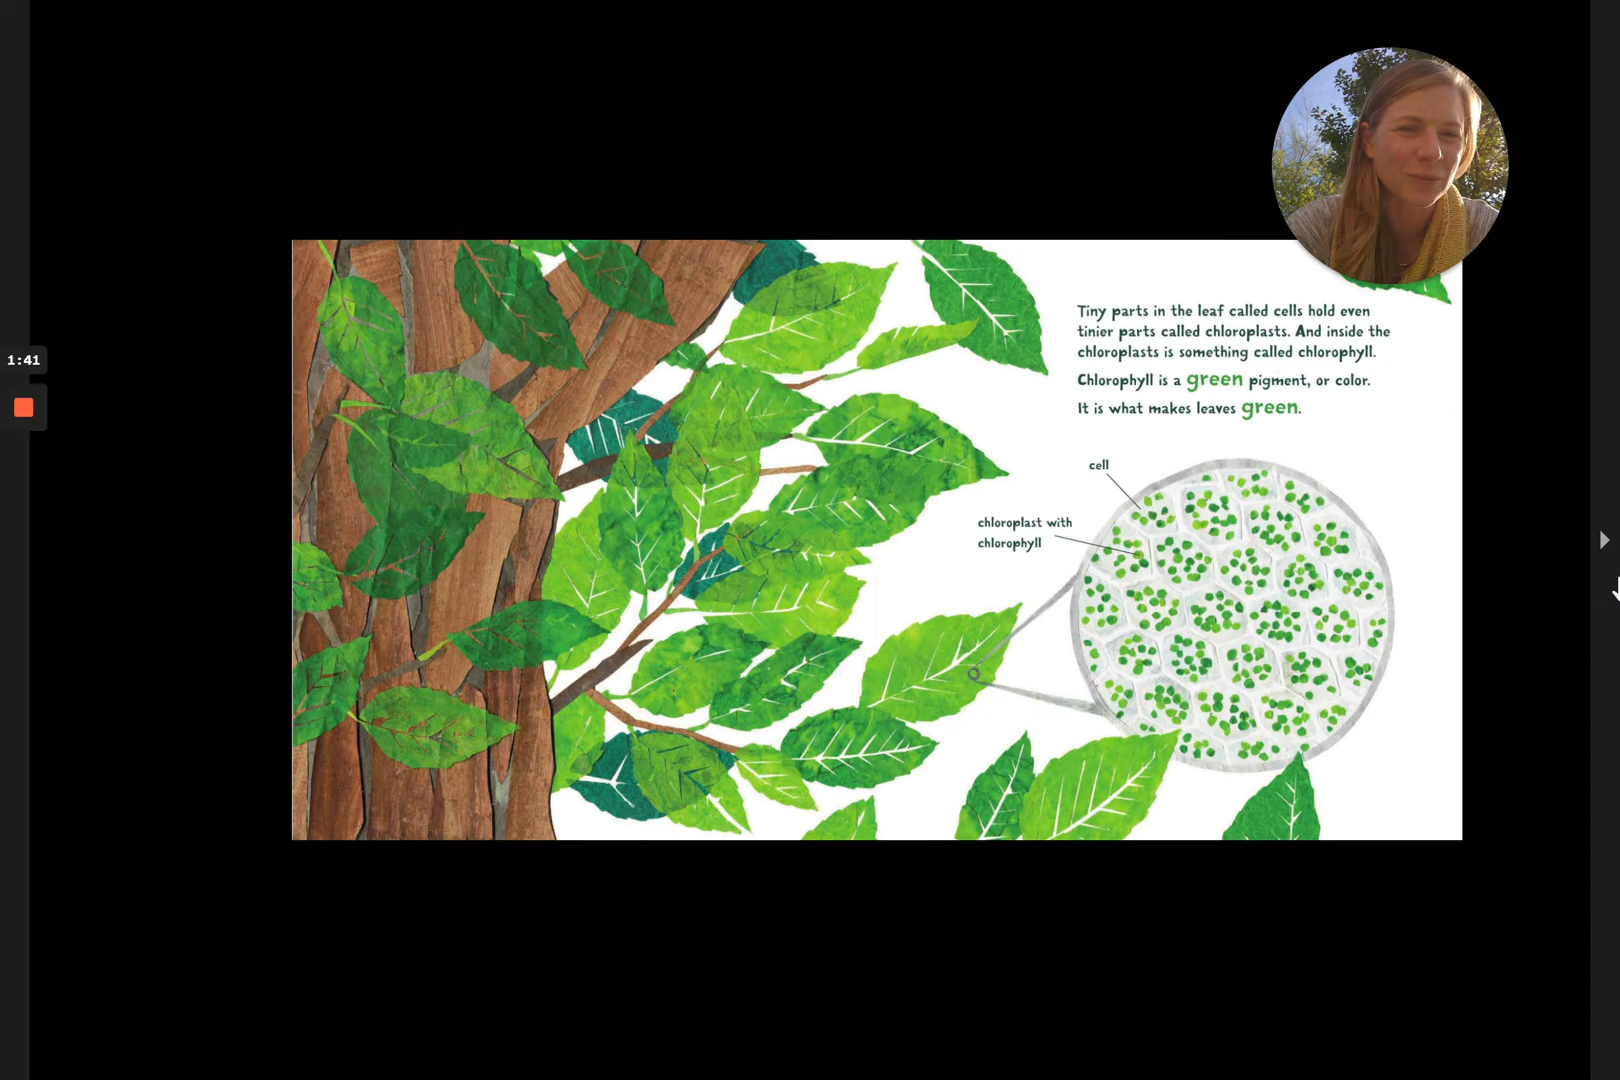 1:41
Tiny parts in the leaf called cells hold even
tinier parts called chloroplasts. And inside the
chloroplasts is something called chlorophyll.
Chlorophyll is a green pigment, or color.
It is what makes leaves green.
cell
chloroplast with
chlorophyll